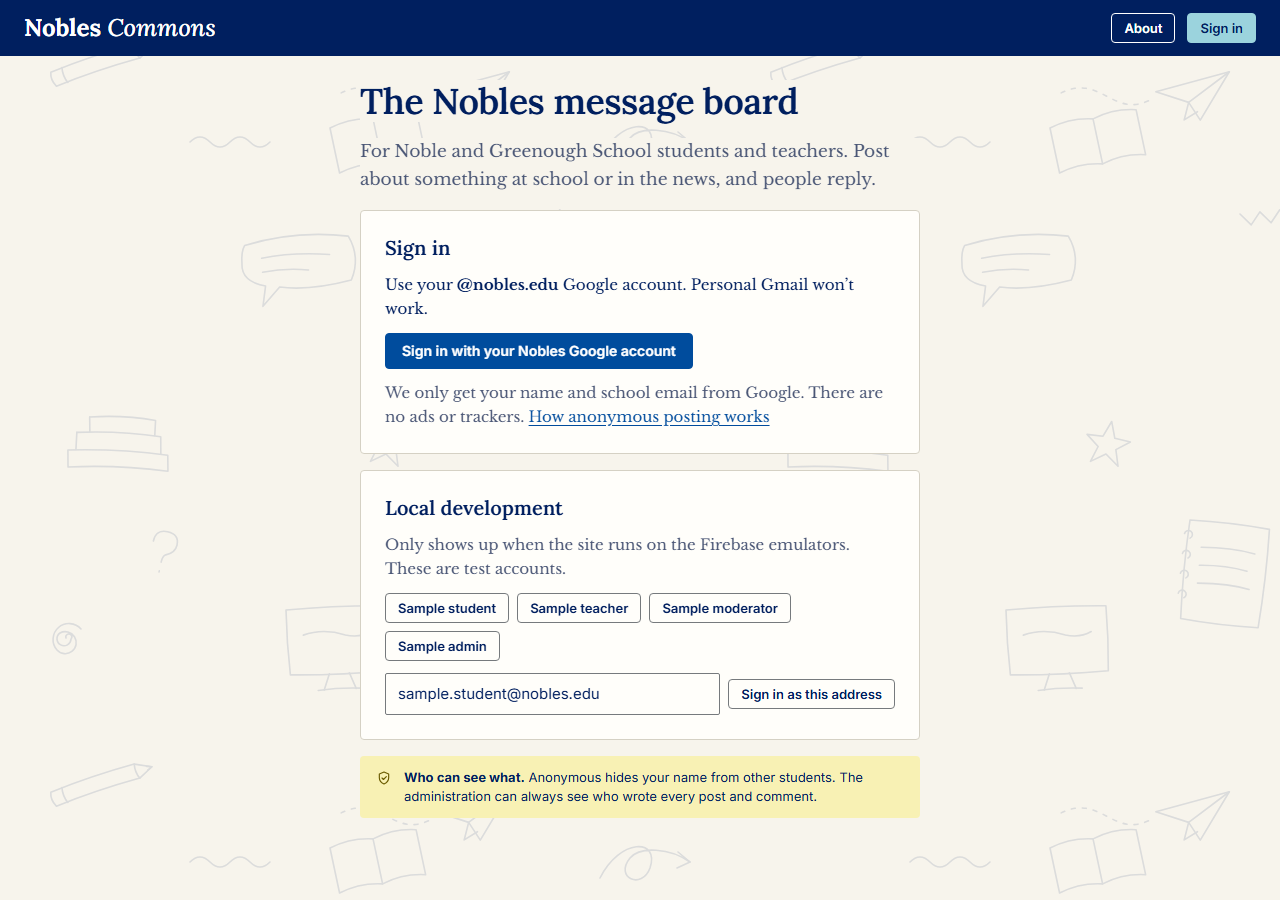 Nobles Commons
About
Sign in
The Nobles message board
For Noble and Greenough School students and teachers. Post
about something at school or in the news, and people reply.
Sign in
Use your @nobles.edu Google account. Personal Gmail won’t
work.
Sign in with your Nobles Google account
We only get your name and school email from Google. There are
no ads or trackers. How anonymous posting works
Local development
Only shows up when the site runs on the Firebase emulators.
These are test accounts.
Sample student
Sample teacher
Sample moderator
Sample admin
sample.student@nobles.edu
Sign in as this address
Who can see what. Anonymous hides your name from other students. The
administration can always see who wrote every post and comment.